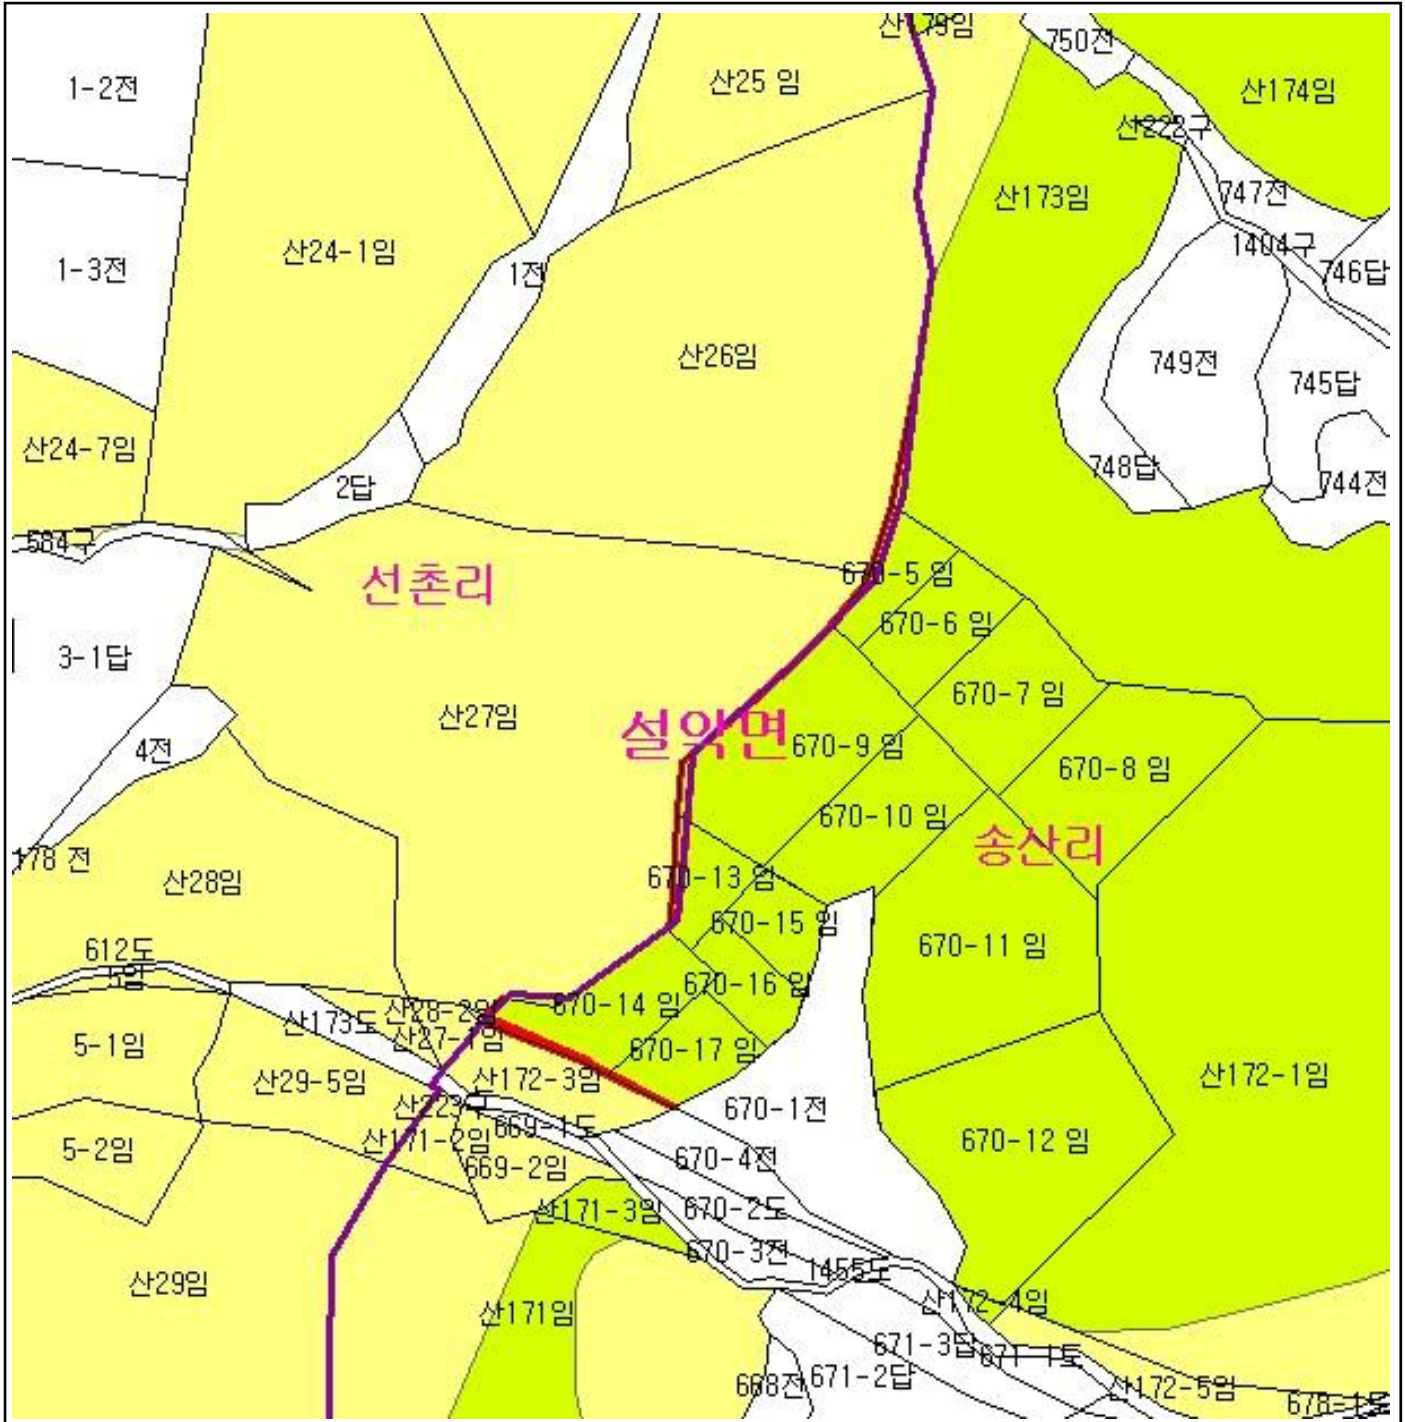 산179임
750전
1-2전
산25 임
산174임
산222구
산173임
747전
산24-1임
1404구
1-3전
1전
746답
산26임
749전
745답
산24-7임
748답
2답
744전
584구
선촌리
670-5 임
670-6 임
3-1답
670-7 임
산27임
설악면
4전
670-9 임
670-8 임
670-10 임
송산리
178 전
산28임
670-13 임
670-15 임
670-11 임
612도
5임
670-16 임
670-14 임
산28-2임
산173도
산27-1임
5-1임
670-17 임
산29-5임
산172-3임
산172-1임
670-1전
669-1도
산171-2임
5-2임
669-2임
670-4전
670-12 임
산171-3임
670-2도
670-3전
1455도
산29임
산171임
산172-4임
671-3답
671-1도
668전
671-2답
산172-5임
678-1도